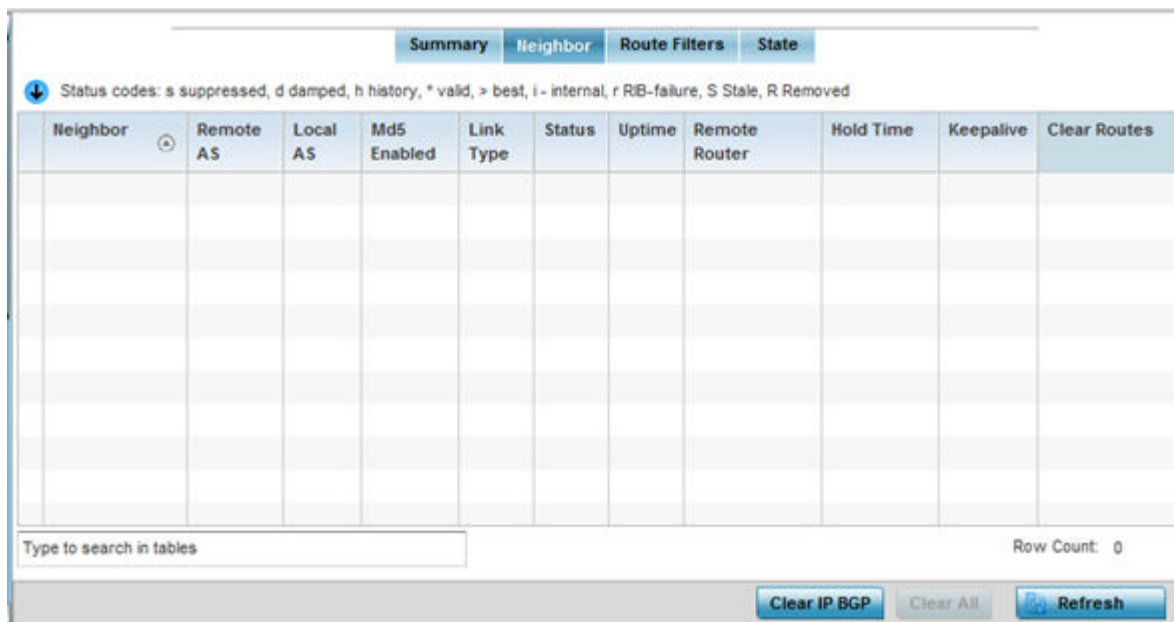 Summary Neighbor Route Filters State
Status codes: s suppressed, d damped, h history, * valid, > best, i - internal, r RIB-failure, S Stale, R Removed
Neighbor Remote AS Local AS Md5 Enabled Link Type Status Uptime Remote Router Hold Time Keepalive Clear Routes
Type to search in tables Row Count: 0
Clear IP BGP Clear All Refresh